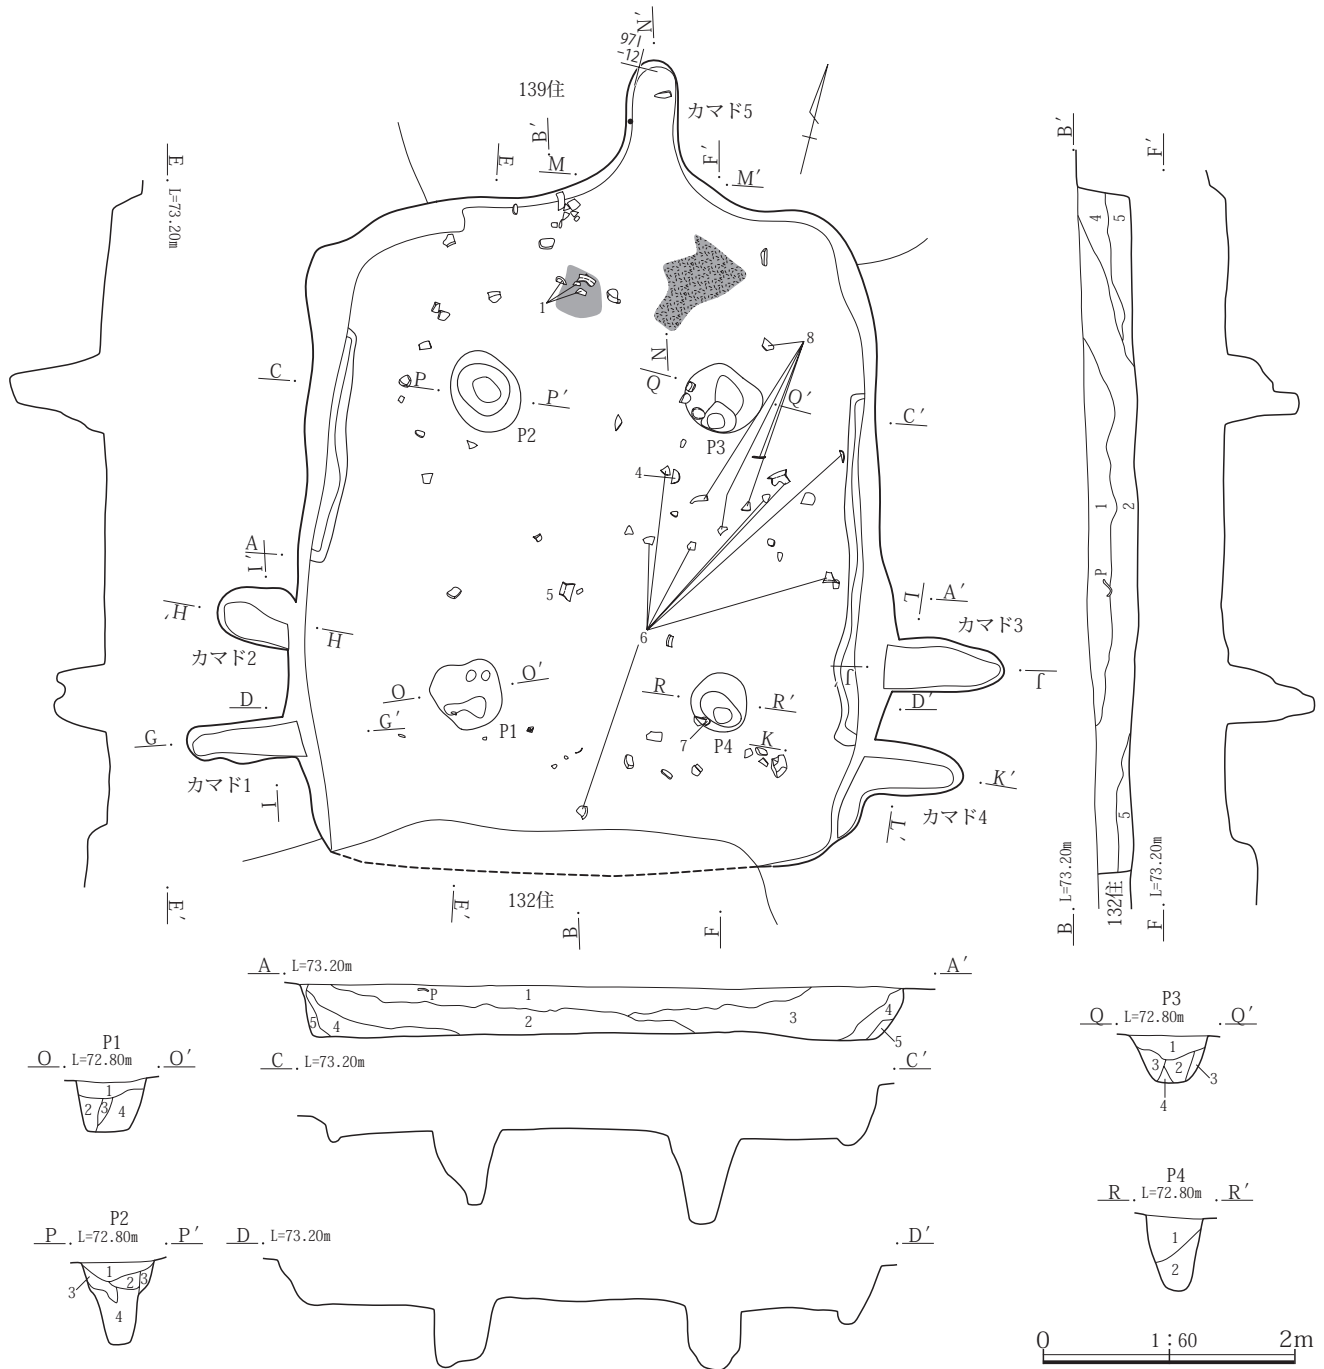 N′
971
-12
139住
カマド5
B′
E
M
F′
M′
E
L=73.20m
B′
F′
4
5
1
8
N
C
P
P′
P2
Q
Q′
P3
C′
4
1
2
P
A
I′
H′
H
カマド2
5
6
L
A′
カマド3
J′
J
D
G
G′
O
O′
P1
カマド1
I
R
R′
7
P4
K
D′
K′
カマド4
L′
5
E′
E′
132住
B
F
B L=73.20m
132住
F L=73.20m
A L=73.20m
A′
P
1
2
3
4
5
4
5
P1
O L=72.80m O′
1
2
3
4
C L=73.20m
C′
P3
Q L=72.80m Q′
1
3
2
3
4
P2
P L=72.80m P′
1
2
3
3
4
D L=73.20m
D′
P4
R L=72.80m R′
1
2
0 1:60 2m